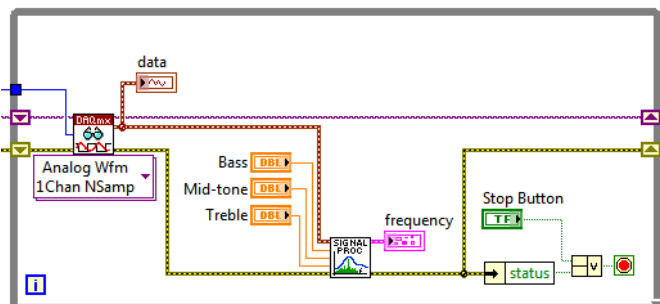 data
DAQmx
Analog Wfm
1Chan NSamp
Bass
DBL
Mid-tone
DBL
Treble
DBL
SIGNAL
PROC
frequency
Stop Button
TF
status
v
i